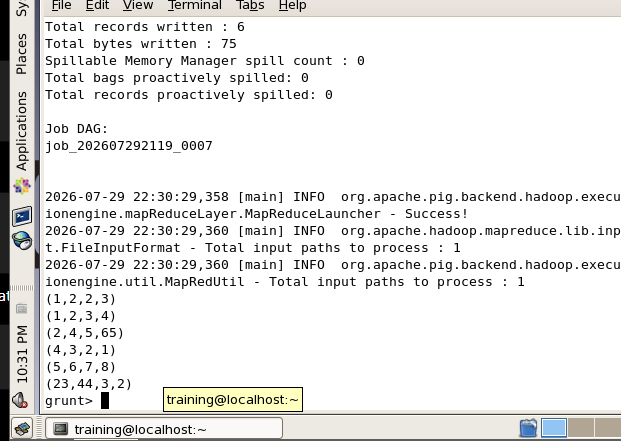 File Edit View Terminal Tabs Help
Total records written : 6
Total bytes written : 75
Spillable Memory Manager spill count : 0
Total bags proactively spilled: 0
Total records proactively spilled: 0
Job DAG:
job_202607292119_0007
2026-07-29 22:30:29,358 [main] INFO  org.apache.pig.backend.hadoop.execu
ionengine.mapReduceLayer.MapReduceLauncher - Success!
2026-07-29 22:30:29,360 [main] INFO  org.apache.hadoop.mapreduce.lib.inp
t.FileInputFormat - Total input paths to process : 1
2026-07-29 22:30:29,360 [main] INFO  org.apache.pig.backend.hadoop.execu
ionengine.util.MapRedUtil - Total input paths to process : 1
(1,2,2,3)
(1,2,3,4)
(2,4,5,65)
(4,3,2,1)
(5,6,7,8)
(23,44,3,2)
grunt>
training@localhost:~
training@localhost:~
Applications Places Sy
10:31 PM
at